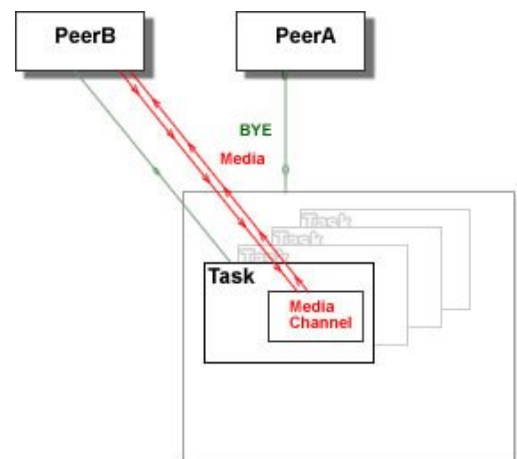 PeerB
PeerA
BYE
Media
Task
Task
Task
Task
Media
Channel